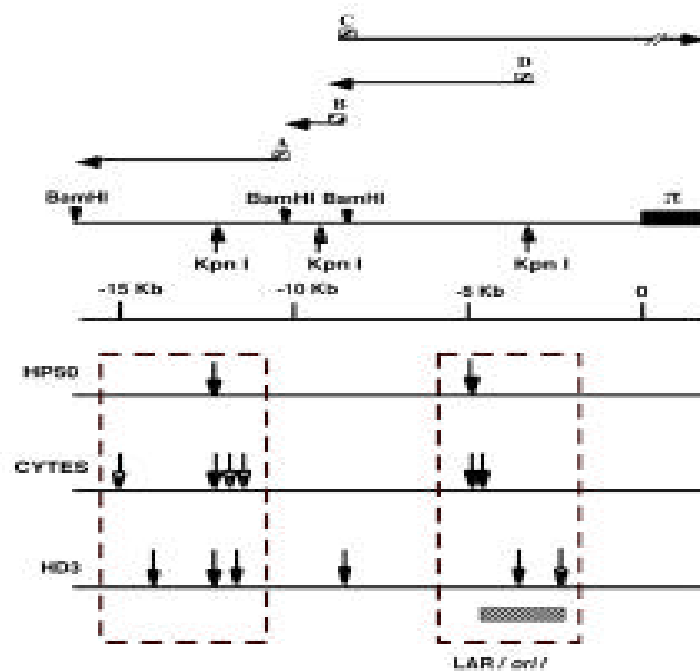 C
D
B
A
BamHI BamHI BamHI π
Kpn I Kpn I Kpn I
-15 Kb -10 Kb -5 Kb 0
HP50
CYTES
HD3
LAR / ori I